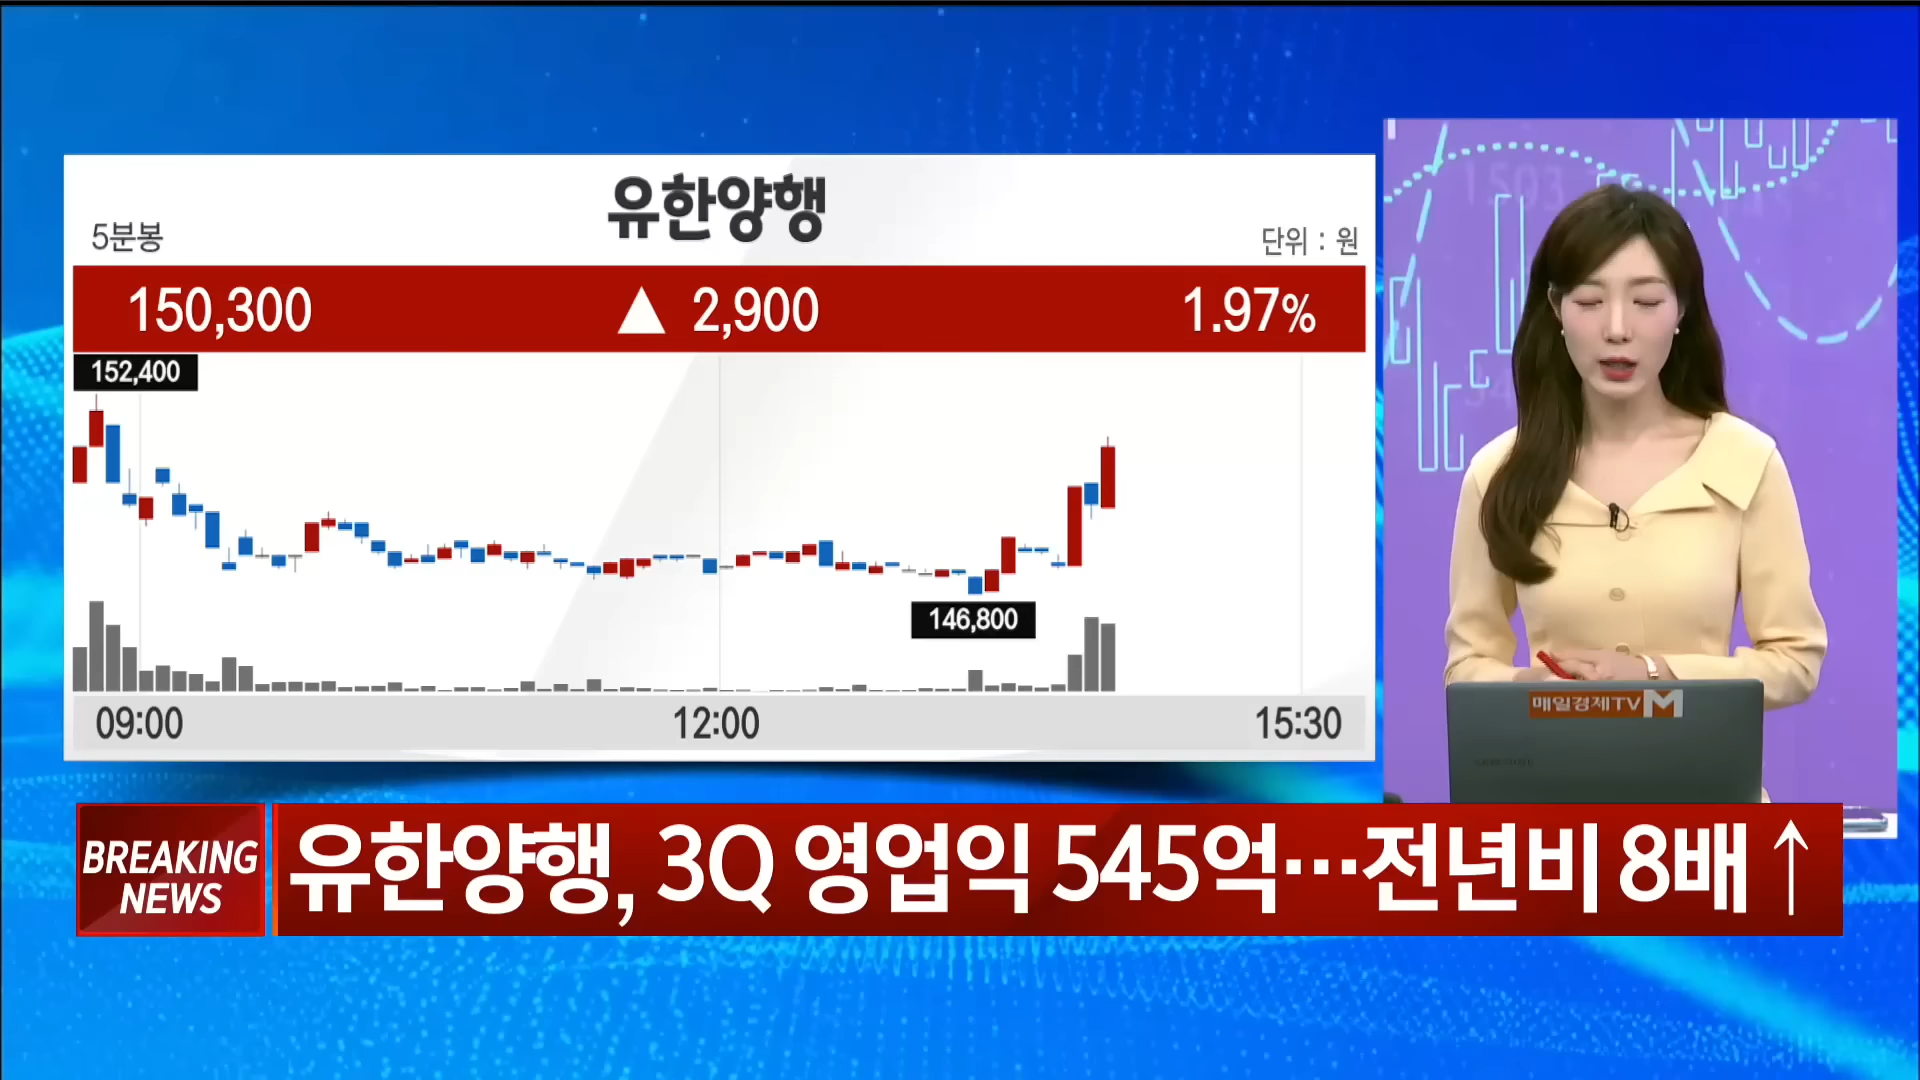 유한양행
5분봉
단위 : 원
150,300 ▲ 2,900 1.97%
152,400
146,800
09:00 12:00 15:30
1503
매일경제TV M
SAMSUNG
BREAKING
NEWS
유한양행, 3Q 영업익 545억…전년비 8배↑